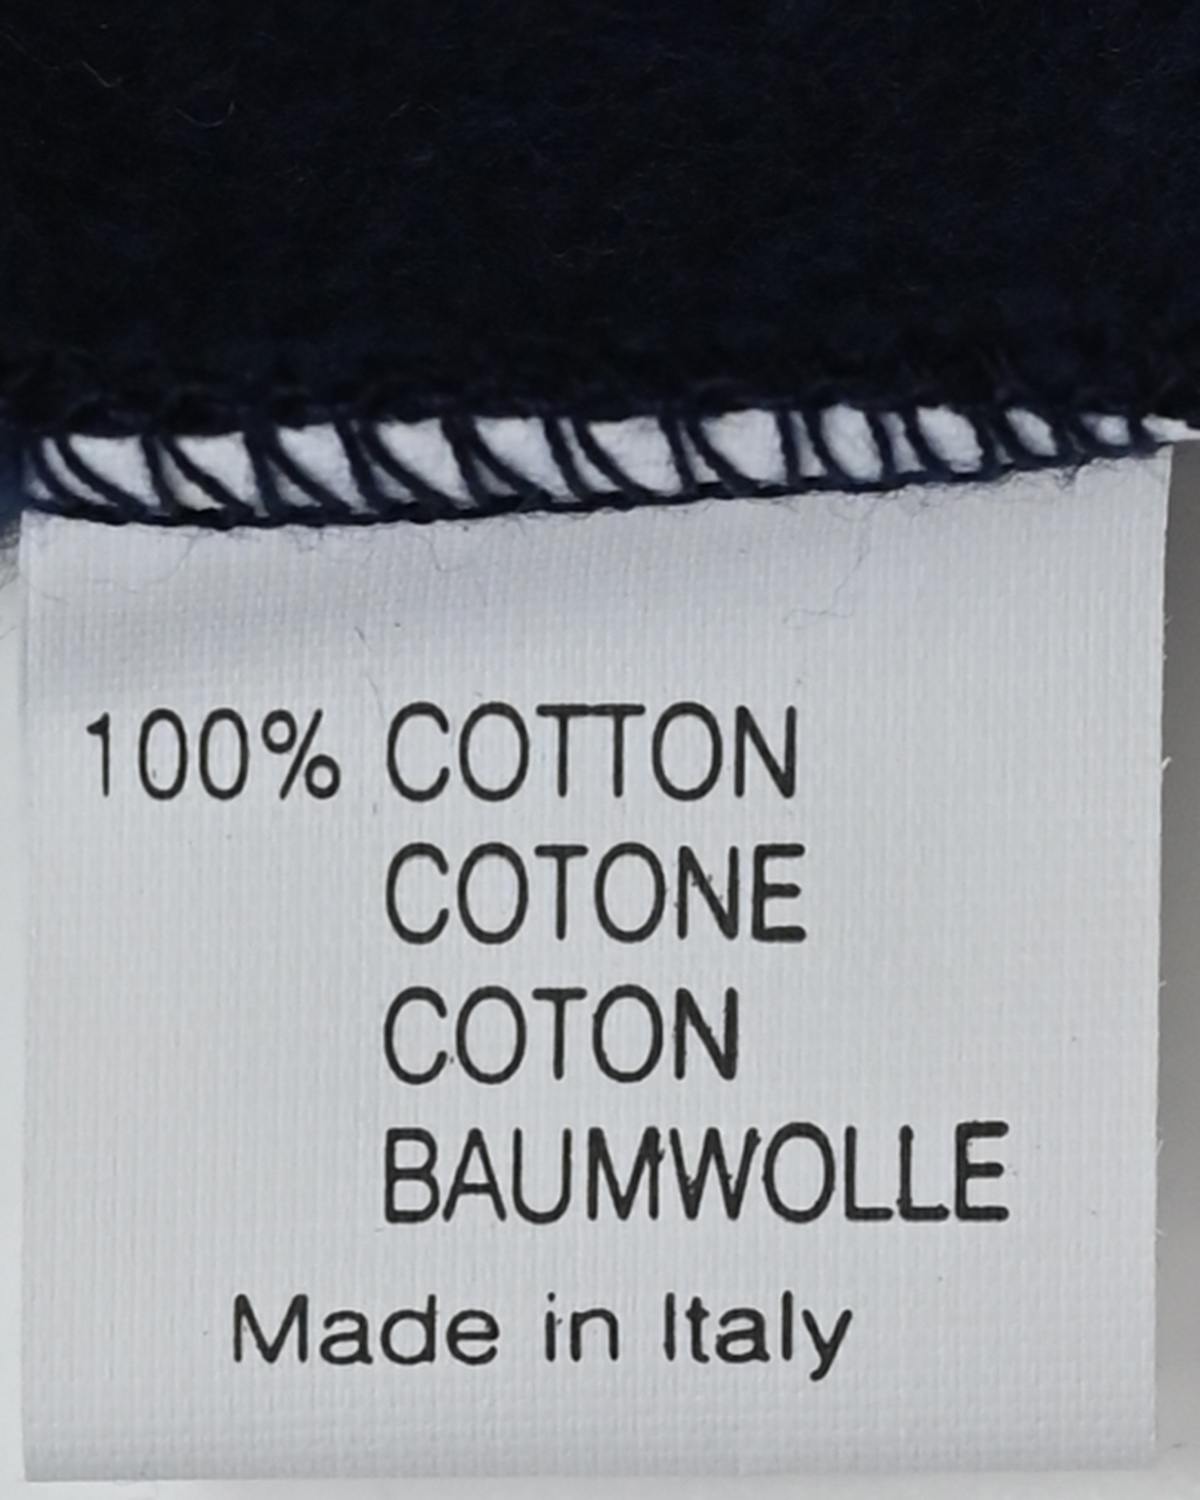 100% COTTON
COTONE
COTON
BAUMWOLLE
Made in Italy